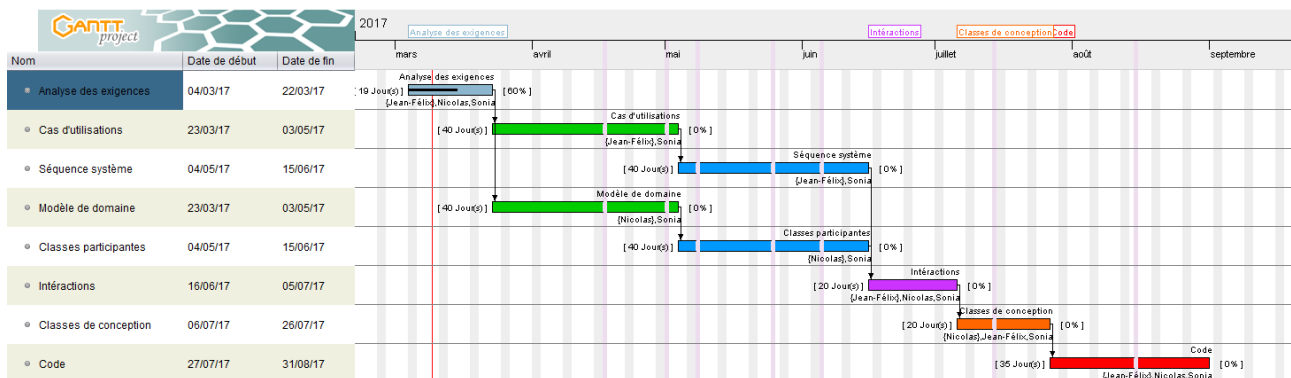 GANTT
project
2017
Analyse des exigences
Intéractions
Classes de conception
Code
Nom
Date de début
Date de fin
mars
avril
mai
juin
juillet
août
septembre
Analyse des exigences
04/03/17
22/03/17
Analyse des exigences
[19 Jour(s)]
[60%]
{Jean-Félix},Nicolas,Sonia
Cas d'utilisations
23/03/17
03/05/17
Cas d'utilisations
[40 Jour(s)]
[0%]
{Jean-Félix},Sonia
Séquence système
04/05/17
15/06/17
Séquence système
[40 Jour(s)]
[0%]
{Jean-Félix},Sonia
Modèle de domaine
23/03/17
03/05/17
Modèle de domaine
[40 Jour(s)]
[0%]
{Nicolas},Sonia
Classes participantes
04/05/17
15/06/17
Classes participantes
[40 Jour(s)]
[0%]
{Nicolas},Sonia
Intéractions
16/06/17
05/07/17
Intéractions
[20 Jour(s)]
[0%]
{Jean-Félix},Nicolas,Sonia
Classes de conception
06/07/17
26/07/17
Classes de conception
[20 Jour(s)]
[0%]
{Nicolas},Jean-Félix,Sonia
Code
27/07/17
31/08/17
Code
[35 Jour(s)]
[0%]
{Jean-Félix},Nicolas,Sonia